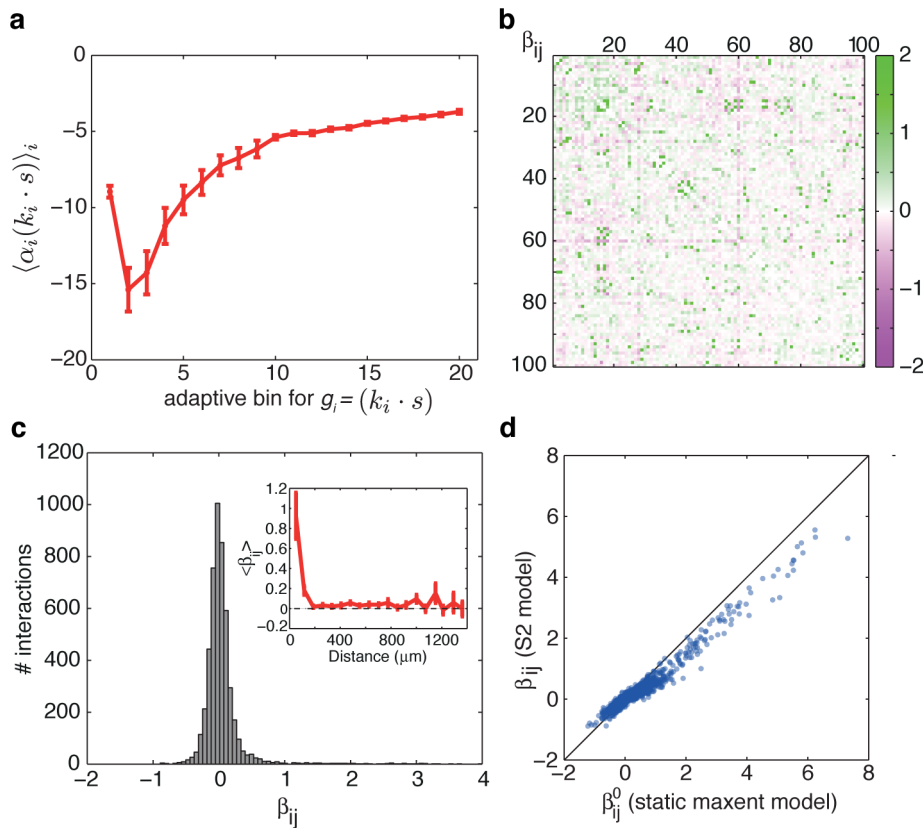 a
0
−5
−10
−15
−20
⟨αᵢ(kᵢ · s)⟩ᵢ
0 5 10 15 20
adaptive bin for gᵢ = (kᵢ · s)
b
βij 20 40 60 80 100
20
40
60
80
100
2
1
0
−1
−2
c
1200
1000
800
600
400
200
0
# interactions
−2 −1 0 1 2 3 4
βij
1.2
1
0.8
0.6
0.4
0.2
0
−0.2
<βij>
0 400 800 1200
Distance (μm)
d
8
6
4
2
0
−2
βij (S2 model)
−2 0 2 4 6 8
β⁰ij (static maxent model)